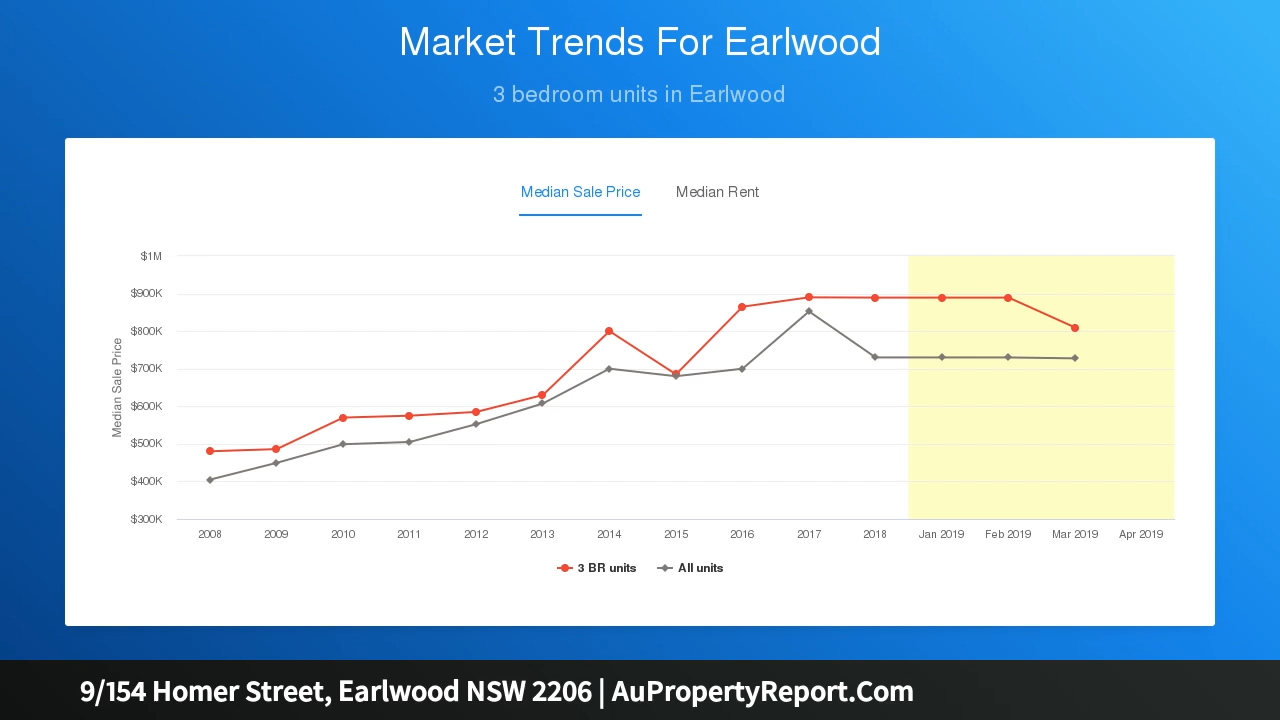 Market Trends For Earlwood
3 bedroom units in Earlwood
Median Sale Price Median Rent
$1M
$900K
$800K
$700K
$600K
$500K
$400K
$300K
Median Sale Price
2008 2009 2010 2011 2012 2013 2014 2015 2016 2017 2018 Jan 2019 Feb 2019 Mar 2019 Apr 2019
3 BR units All units
9/154 Homer Street, Earlwood NSW 2206 | AuPropertyReport.Com